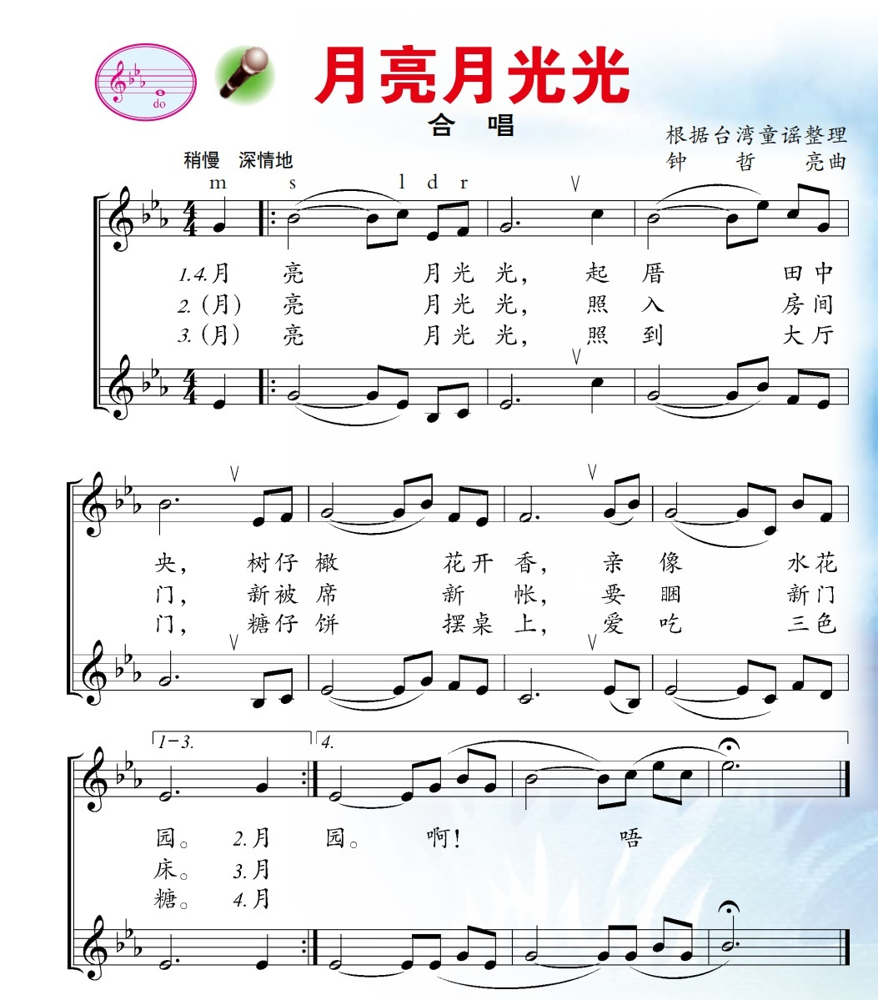 do
月亮月光光
合 唱
根据台湾童谣整理
钟 哲 亮曲
稍慢 深情地
m s l d r
1.4.月 亮 月光光，起厝 田中
2.（月） 亮 月光光，照入 房间
3.（月） 亮 月光光，照到 大厅
央，树仔橄 花开香，亲像 水花
门，新被席 新帐，要睏 新门
门，糖仔饼 摆桌上，爱吃 三色
1-3. 4.
园。 2.月 园。 啊！ 唔
床。 3.月
糖。 4.月